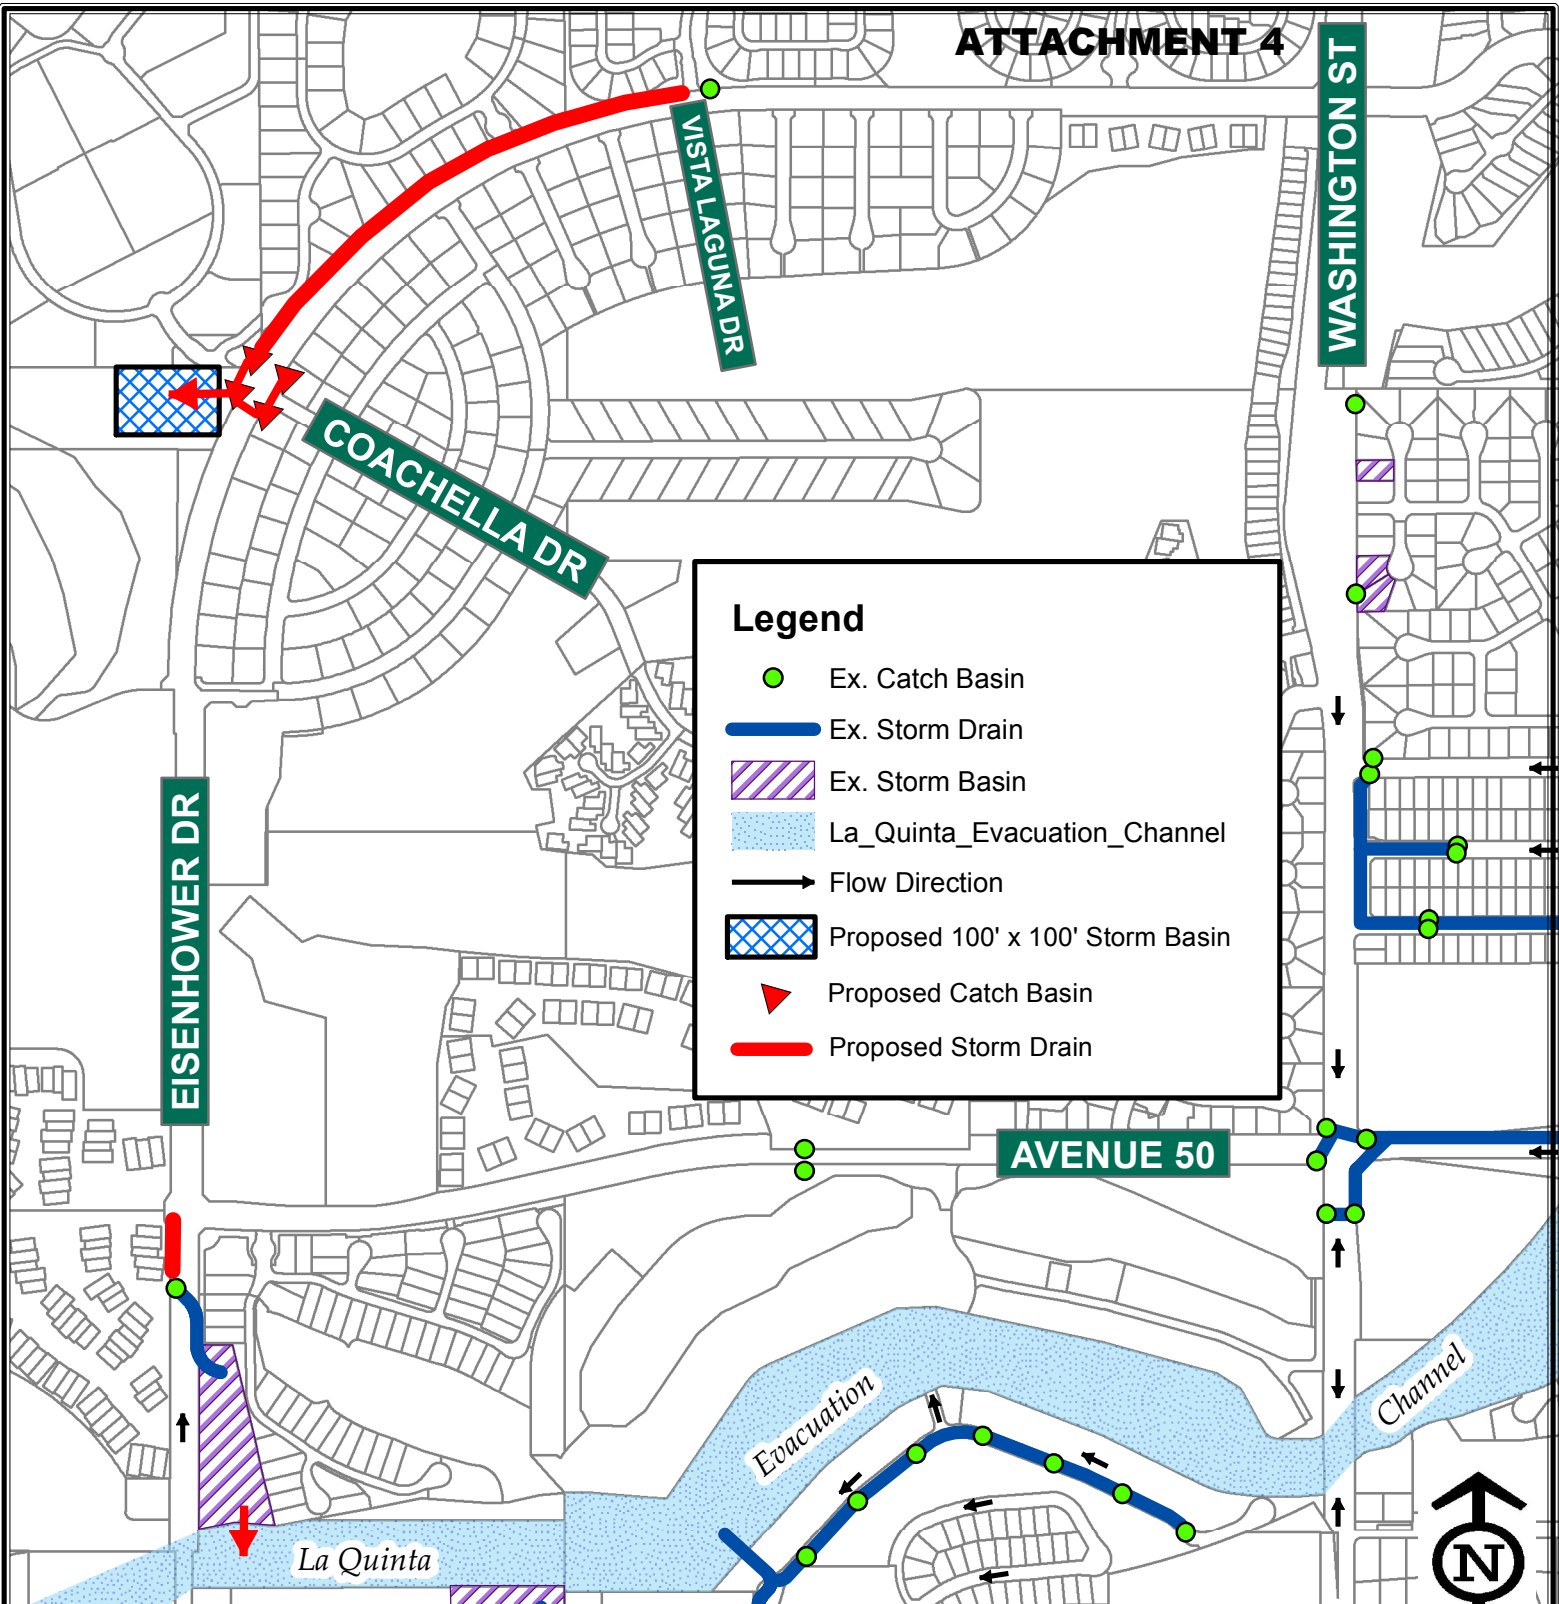 ATTACHMENT 4
WASHINGTON ST
VISTA LAGUNA DR
COACHELLA DR
Legend
Ex. Catch Basin
Ex. Storm Drain
Ex. Storm Basin
La_Quinta_Evacuation_Channel
Flow Direction
Proposed 100' x 100' Storm Basin
Proposed Catch Basin
Proposed Storm Drain
EISENHOWER DR
AVENUE 50
Evacuation
Channel
La Quinta
N